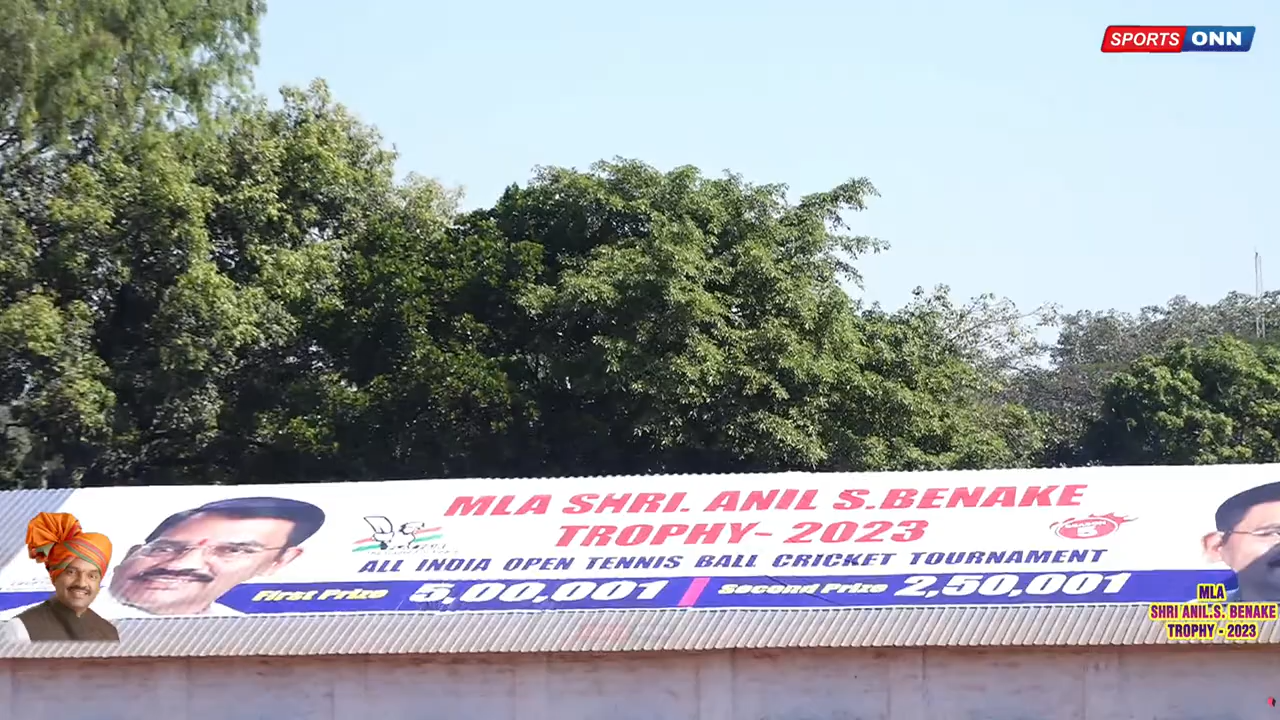 SPORTS ONN
MLA SHRI. ANIL S.BENAKE
TROPHY- 2023
ALL INDIA OPEN TENNIS BALL CRICKET TOURNAMENT
First Prize 5,00,001 Second Prize 2,50,001
MLA
SHRI ANIL.S. BENAKE
TROPHY - 2023